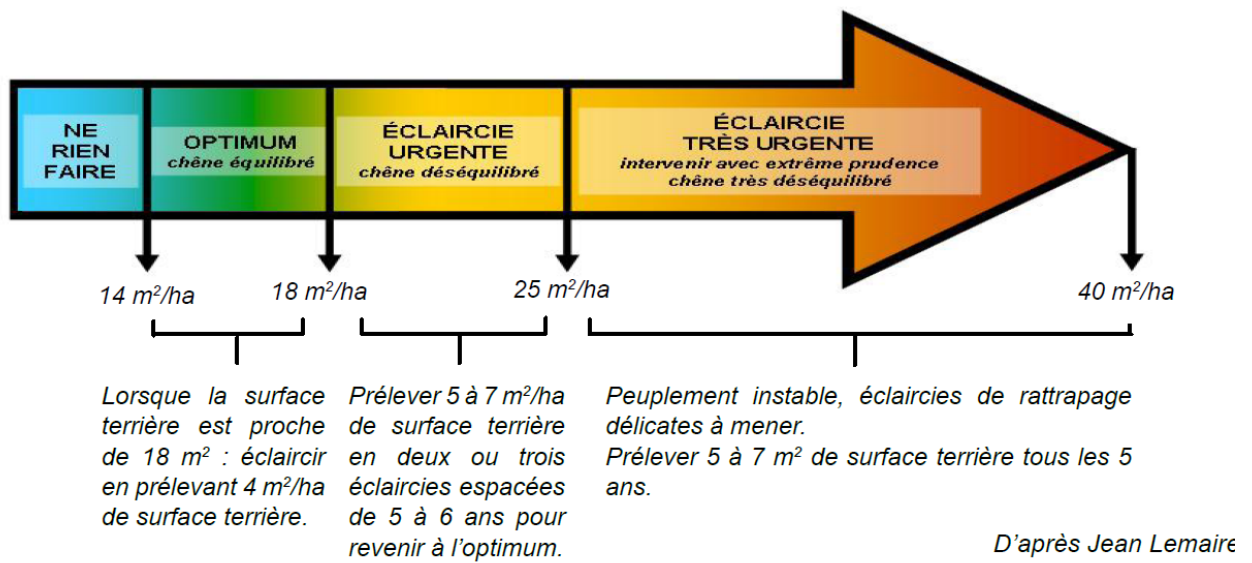 NE
RIEN
FAIRE
OPTIMUM
chêne équilibré
ÉCLAIRCIE
URGENTE
chêne déséquilibré
ÉCLAIRCIE
TRÈS URGENTE
intervenir avec extrême prudence
chêne très déséquilibré
14 m²/ha
18 m²/ha
25 m²/ha
40 m²/ha
Lorsque la surface
terrière est proche
de 18 m² : éclaircir
en prélevant 4 m²/ha
de surface terrière.
Prélever 5 à 7 m²/ha
de surface terrière
en deux ou trois
éclaircies espacées
de 5 à 6 ans pour
revenir à l'optimum.
Peuplement instable, éclaircies de rattrapage
délicates à mener.
Prélever 5 à 7 m² de surface terrière tous les 5
ans.
D'après Jean Lemaire